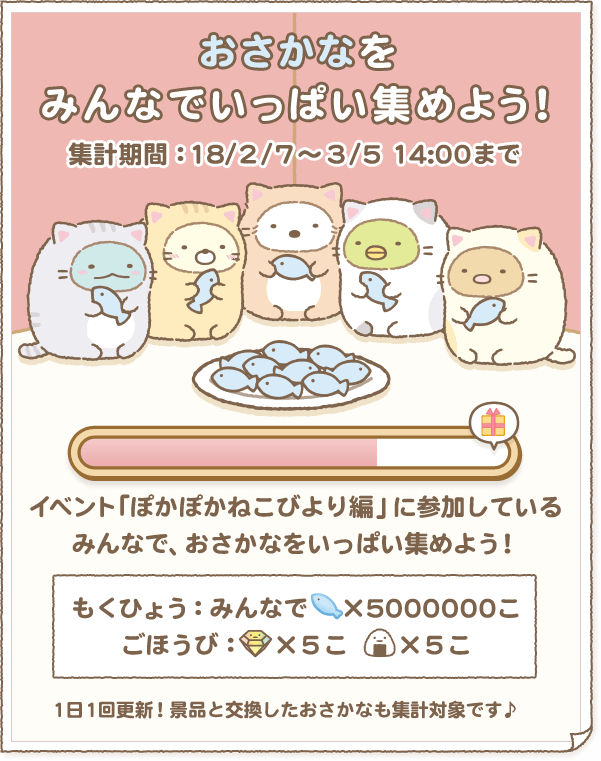 おさかなを
みんなでいっぱい集めよう！
集計期間：18/2/7～3/5 14:00まで
イベント「ぽかぽかねこびより編」に参加している
みんなで、おさかなをいっぱい集めよう！
もくひょう：みんなで×5000000こ
ごほうび：×5こ ×5こ
1日1回更新！景品と交換したおさかなも集計対象です♪